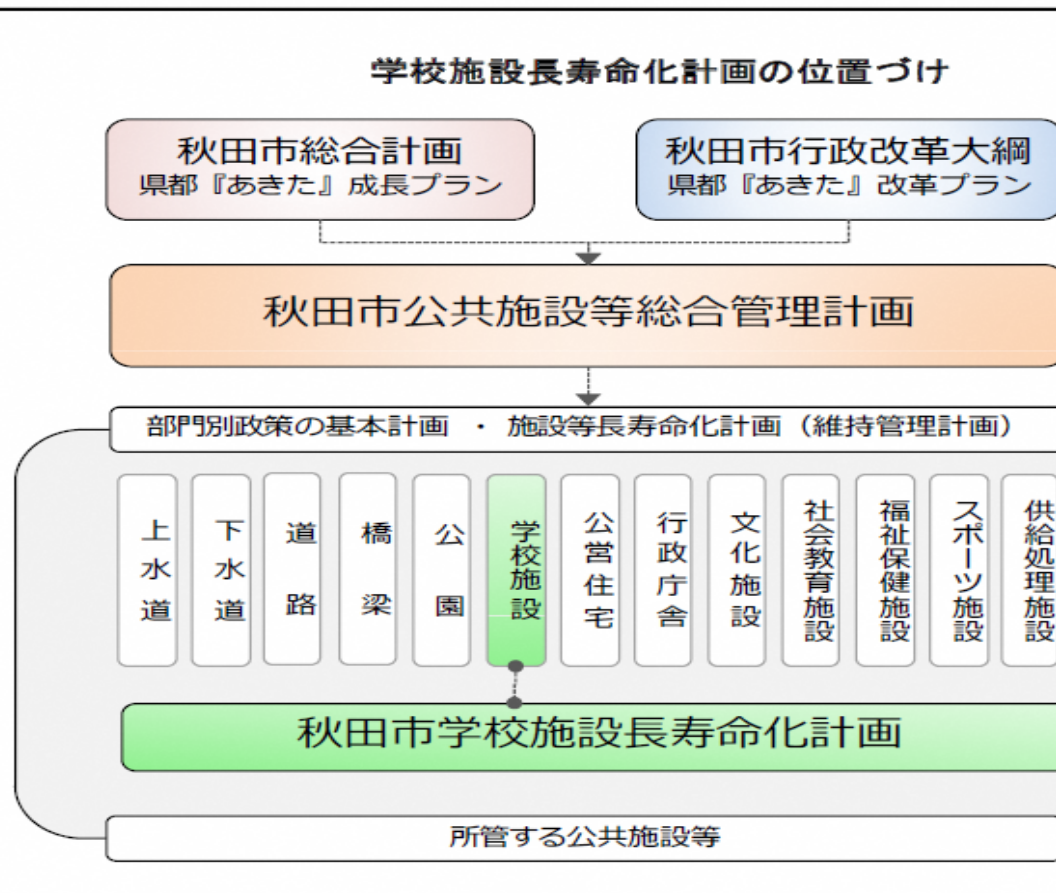 学校施設長寿命化計画の位置づけ
秋田市総合計画
県都『あきた』成長プラン
秋田市行政改革大綱
県都『あきた』改革プラン
秋田市公共施設等総合管理計画
部門別政策の基本計画 ・ 施設等長寿命化計画（維持管理計画）
上水道
下水道
道路
橋梁
公園
学校施設
公営住宅
行政庁舎
文化施設
社会教育施設
福祉保健施設
スポーツ施設
供給処理施設
秋田市学校施設長寿命化計画
所管する公共施設等